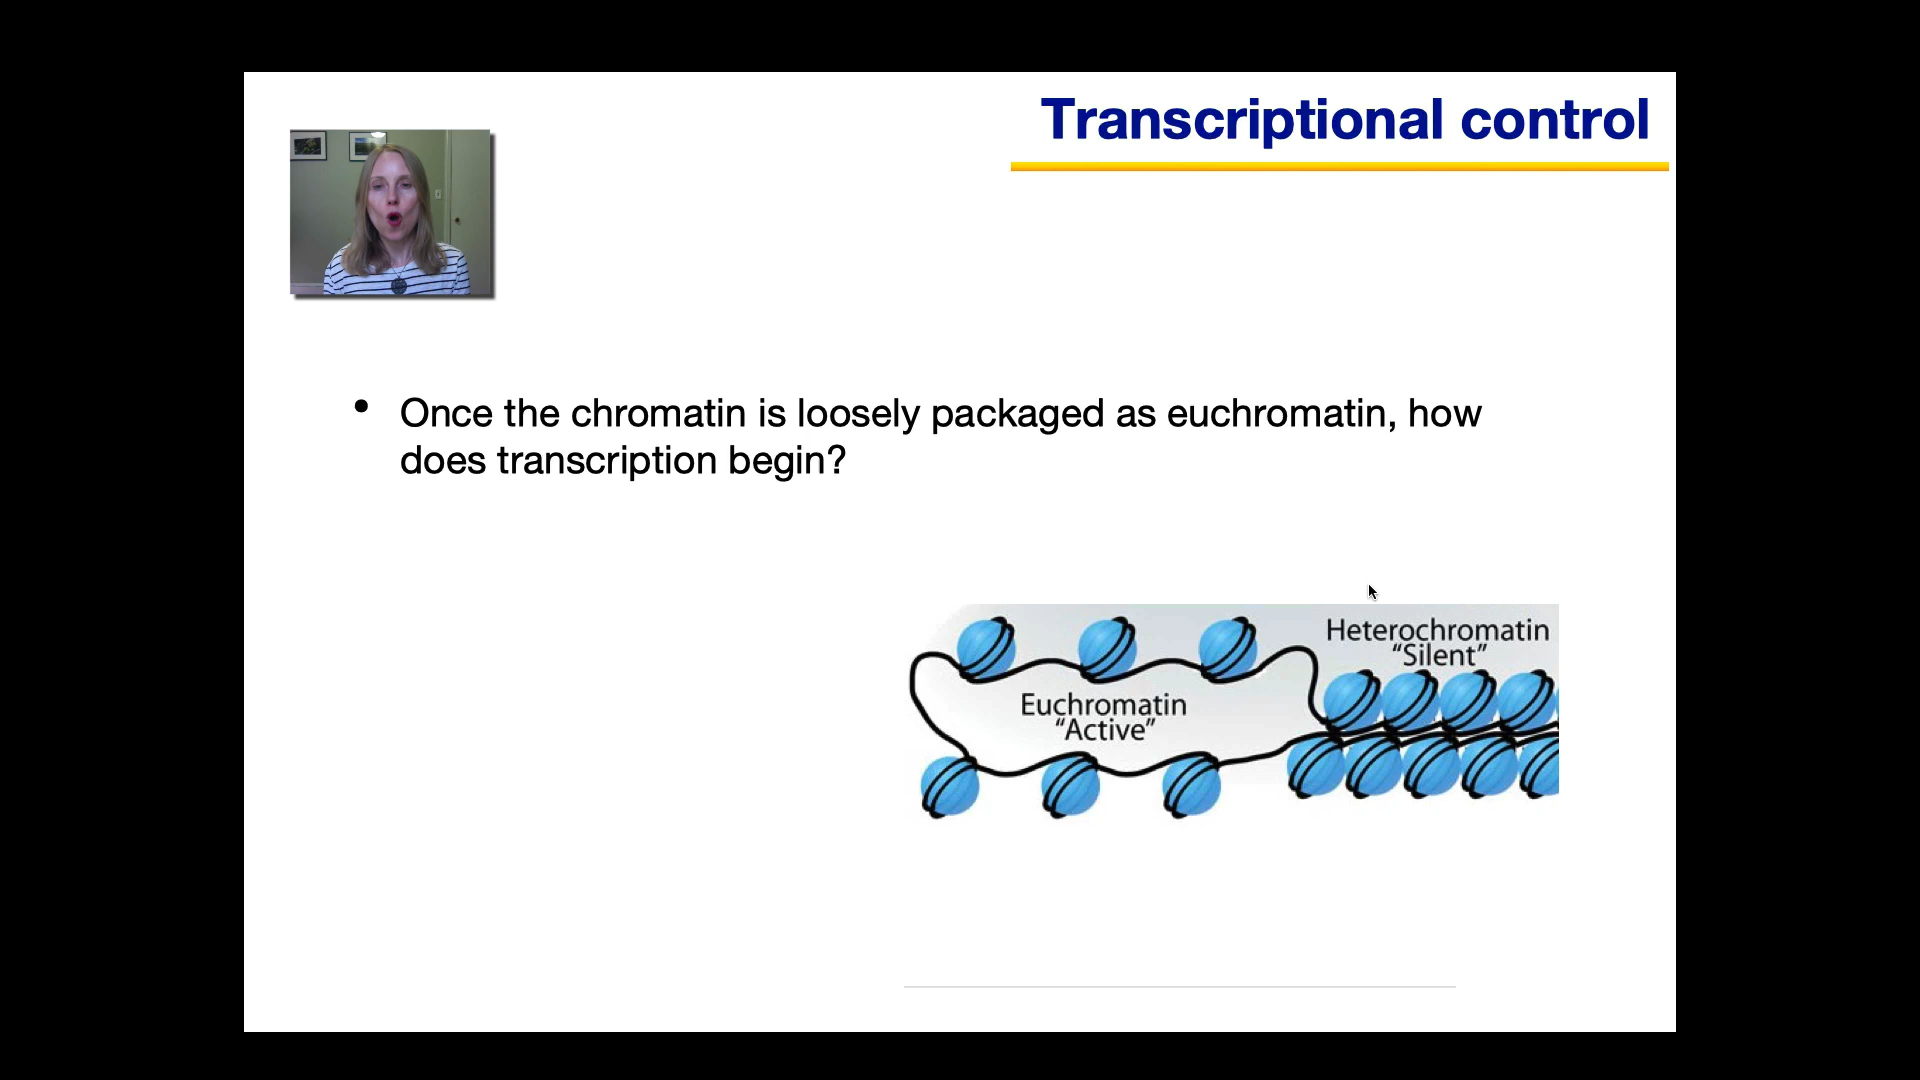 Transcriptional control
• Once the chromatin is loosely packaged as euchromatin, how
does transcription begin?
Heterochromatin
“Silent”
Euchromatin
“Active”